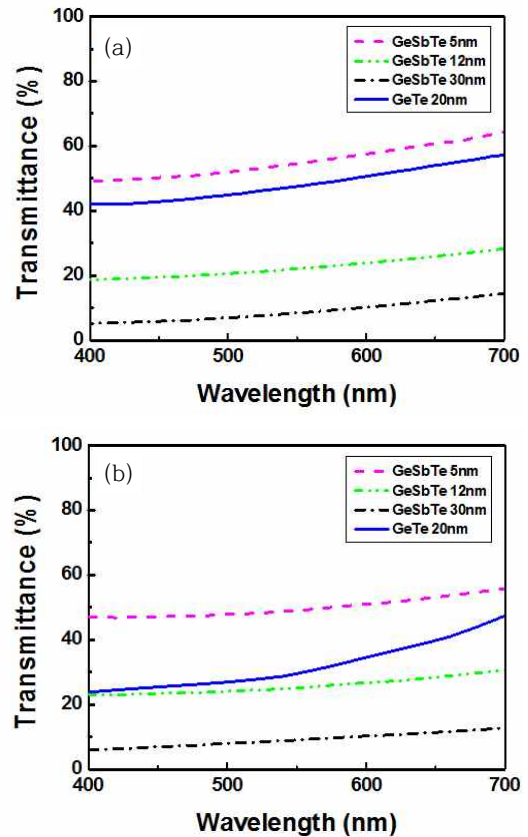 (a)
GeSbTe 5nm
GeSbTe 12nm
GeSbTe 30nm
GeTe 20nm
100
80
60
40
20
0
Transmittance (%)
400 500 600 700
Wavelength (nm)
(b)
GeSbTe 5nm
GeSbTe 12nm
GeSbTe 30nm
GeTe 20nm
100
80
60
40
20
0
Transmittance (%)
400 500 600 700
Wavelength (nm)